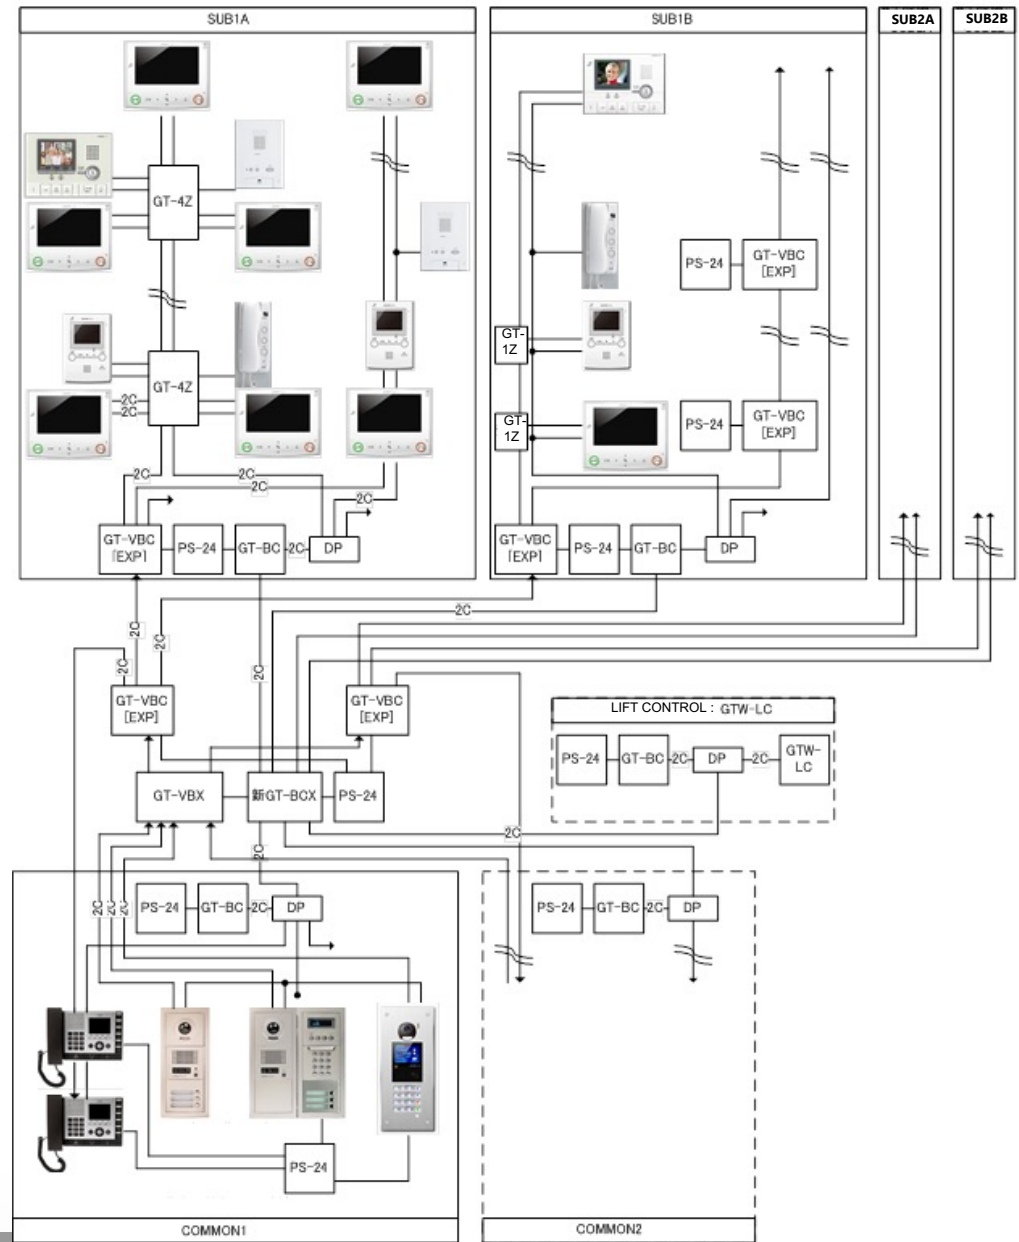 SUB1A
SUB1B
SUB2A
SUB2B
GT-4Z
PS-24
GT-VBC
[EXP]
GT-
1Z
GT-4Z
2C
2C
GT-
1Z
PS-24
GT-VBC
[EXP]
2C
2C
2C
2C
GT-VBC
[EXP]
PS-24
GT-BC
2C
DP
GT-VBC
[EXP]
PS-24
GT-BC
DP
2C
2C
2C
2C
2C
GT-VBC
[EXP]
GT-VBC
[EXP]
LIFT CONTROL : GTW-LC
PS-24
GT-BC
2C
DP
2C
GTW-
LC
GT-VBX
新GT-BCX
PS-24
2C
2C
2C
2C
2C
PS-24
GT-BC
2C
DP
PS-24
GT-BC
2C
DP
PS-24
COMMON1
COMMON2